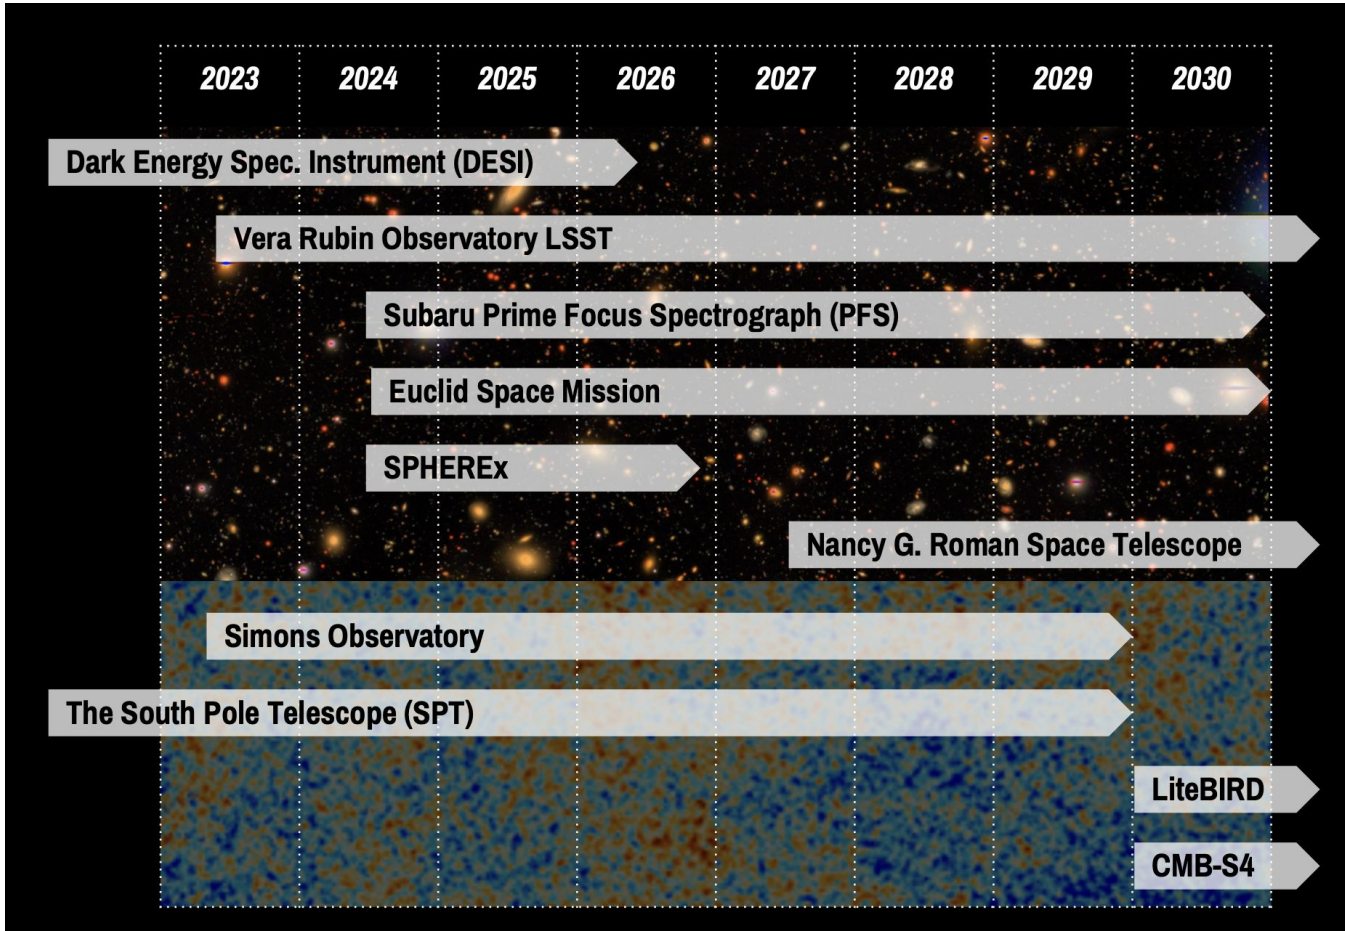 2023 2024 2025 2026 2027 2028 2029 2030
Dark Energy Spec. Instrument (DESI)
Vera Rubin Observatory LSST
Subaru Prime Focus Spectrograph (PFS)
Euclid Space Mission
SPHEREx
Nancy G. Roman Space Telescope
Simons Observatory
The South Pole Telescope (SPT)
LiteBIRD
CMB-S4